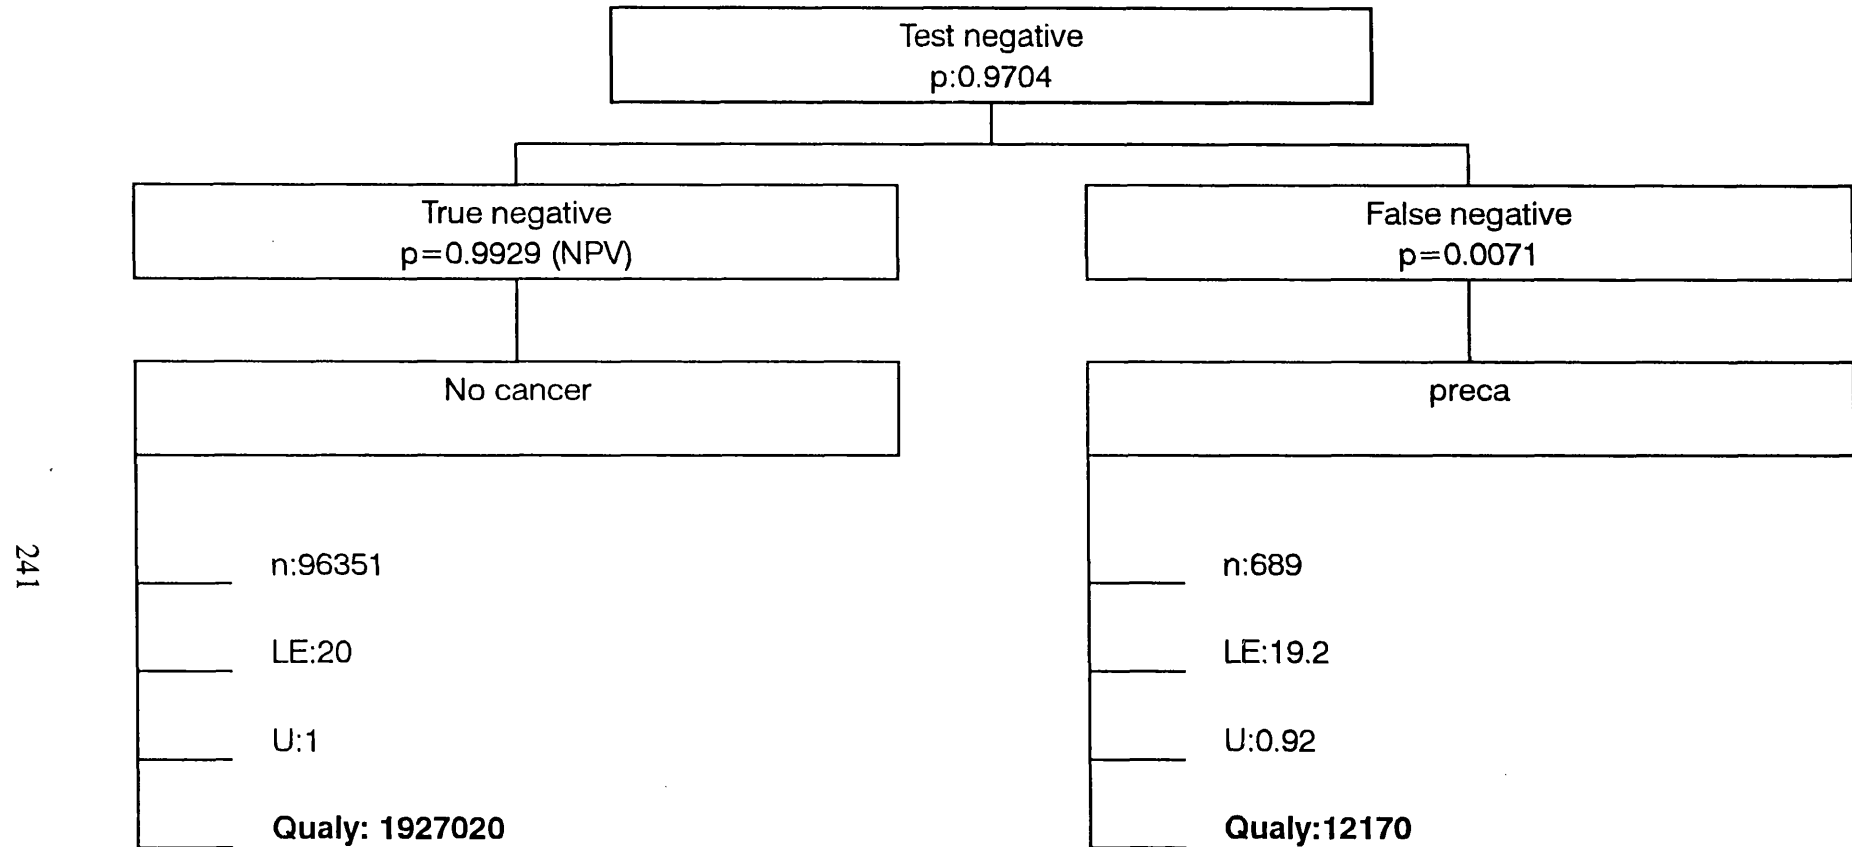 Test negative
p:0.9704
True negative
p=0.9929 (NPV)
False negative
p=0.0071
No cancer
preca
n:96351
LE:20
U:1
Qualy: 1927020
n:689
LE:19.2
U:0.92
Qualy:12170
241